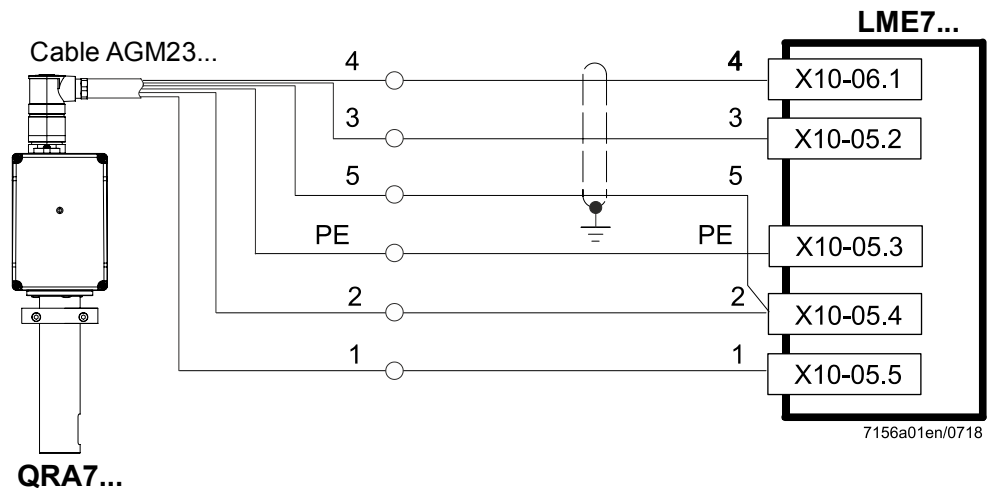 LME7...
Cable AGM23...
4 4 X10-06.1
3 3 X10-05.2
5 5
PE PE X10-05.3
2 2 X10-05.4
1 1 X10-05.5
7156a01en/0718
QRA7...